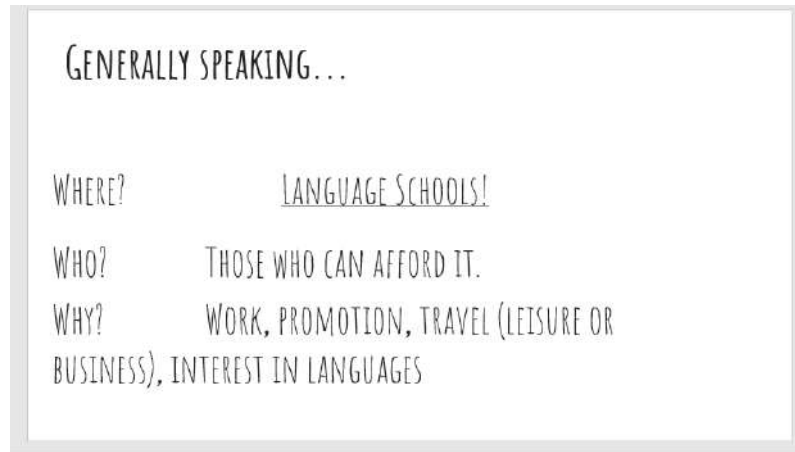 Generally speaking...
Where? Language Schools!
Who? Those who can afford it.
Why? Work, promotion, travel (leisure or
business), interest in languages